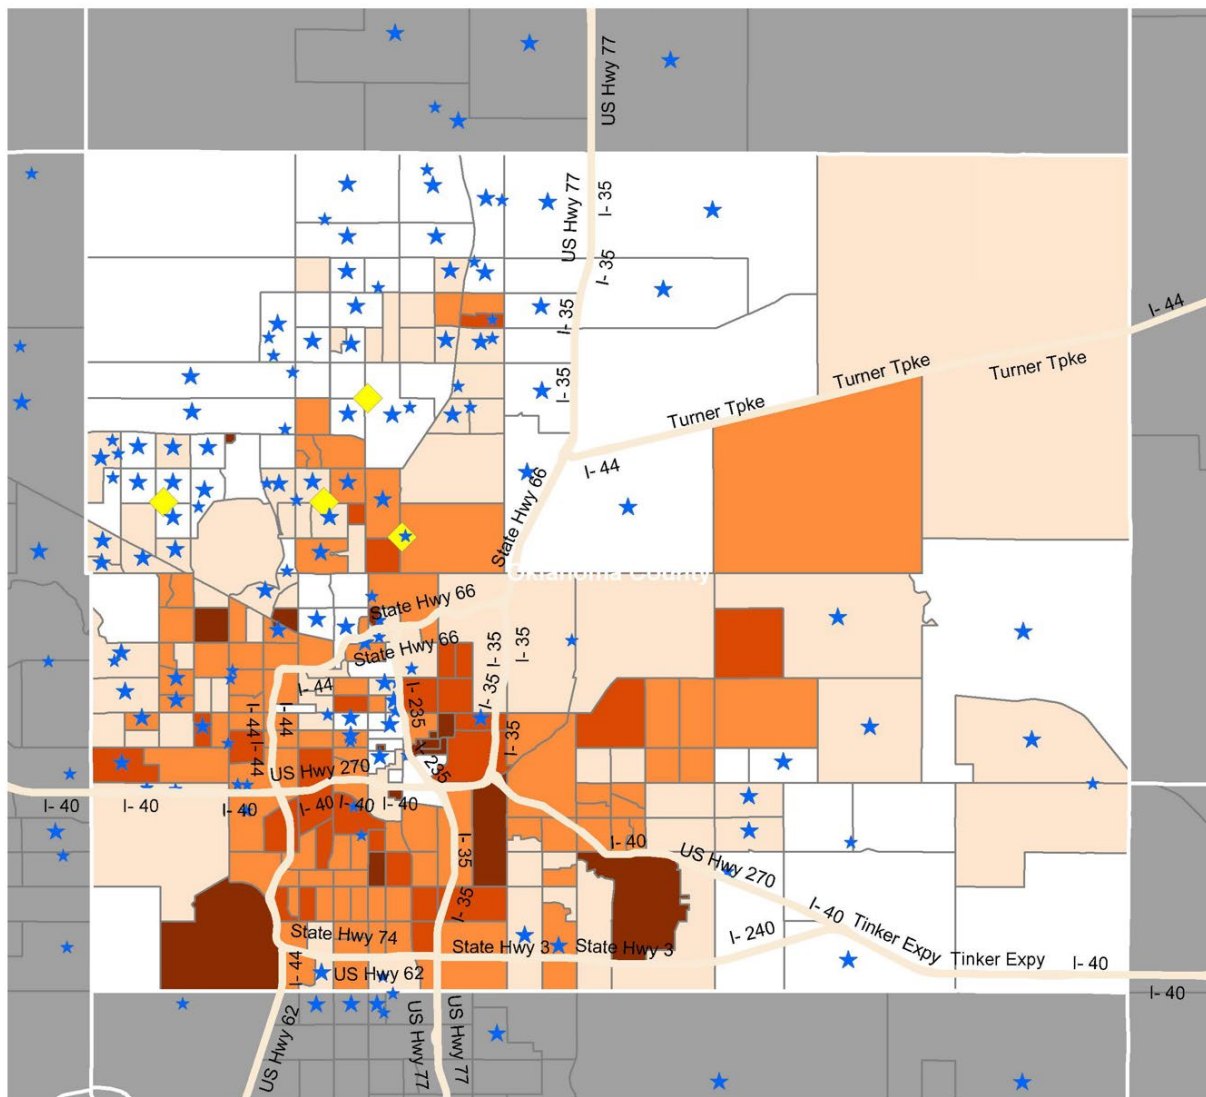 US Hwy 77
US Hwy 77
I- 35
I- 35
I- 44
I- 35
Turner Tpke
Turner Tpke
I- 35
Turner Tpke
I- 44
State Hwy 66
Oklahoma County
State Hwy 66
State Hwy 66
I- 35
I- 35
I- 44
I- 35
I- 235
I- 44
I- 44
I- 35
I- 44
US Hwy 270
I- 235
I- 40
I- 40
I- 40
I- 40
I- 40
I- 40
I- 35
I- 40
US Hwy 270
I- 35
I- 40
State Hwy 74
State Hwy 3
State Hwy 3
I- 240
Tinker Expy
Tinker Expy
I- 40
I- 44
US Hwy 62
I- 40
US Hwy 62
US Hwy 77
US Hwy 77